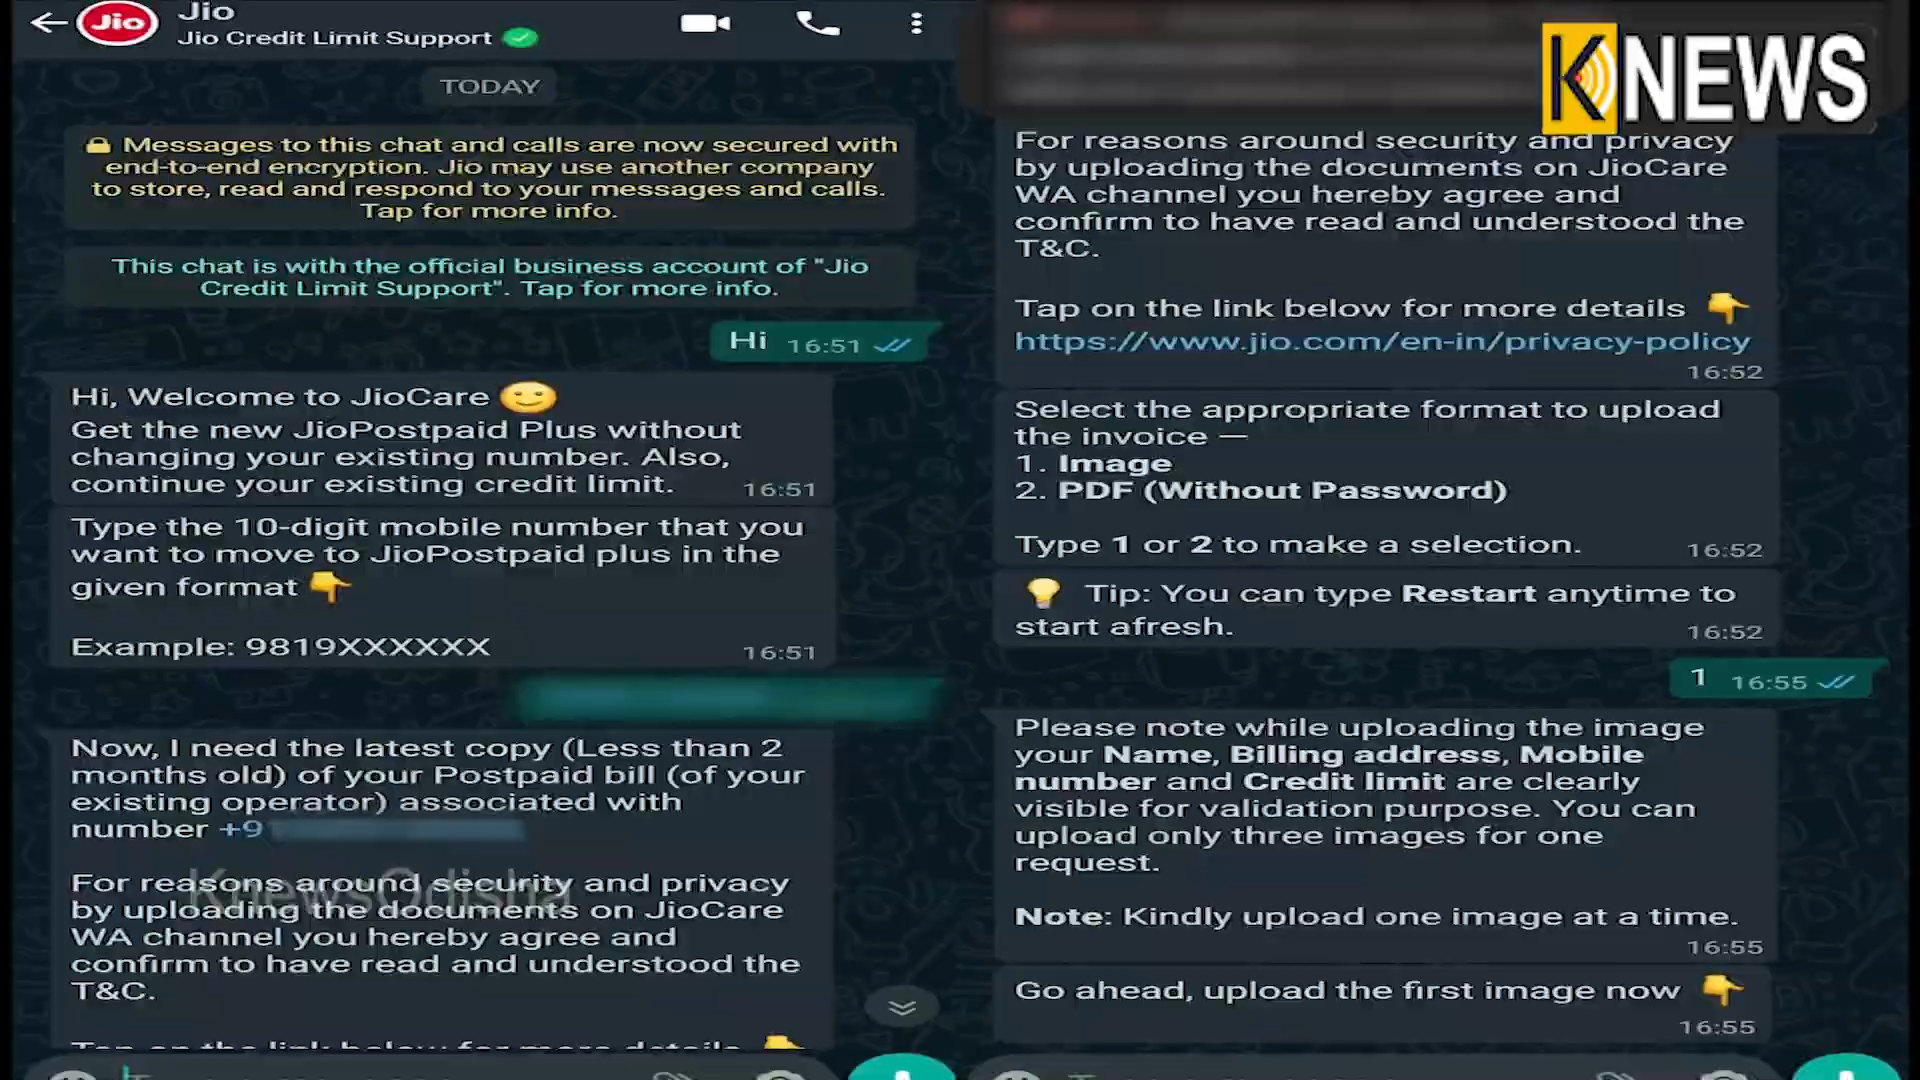 Jio
Jio
Jio Credit Limit Support
TODAY
Messages to this chat and calls are now secured with
end-to-end encryption. Jio may use another company
to store, read and respond to your messages and calls.
Tap for more info.
This chat is with the official business account of "Jio
Credit Limit Support". Tap for more info.
Hi 16:51
Hi, Welcome to JioCare 🙂
Get the new JioPostpaid Plus without
changing your existing number. Also,
continue your existing credit limit. 16:51
Type the 10-digit mobile number that you
want to move to JioPostpaid plus in the
given format 👇
Example: 9819XXXXXX 16:51
Now, I need the latest copy (Less than 2
months old) of your Postpaid bill (of your
existing operator) associated with
number +9
For reasons around security and privacy
by uploading the documents on JioCare
WA channel you hereby agree and
confirm to have read and understood the
T&C.
Tap on the link below for more details 👇
KnewsOdisha
KNEWS
For reasons around security and privacy
by uploading the documents on JioCare
WA channel you hereby agree and
confirm to have read and understood the
T&C.
Tap on the link below for more details 👇
https://www.jio.com/en-in/privacy-policy
16:52
Select the appropriate format to upload
the invoice —
1. Image
2. PDF (Without Password)
Type 1 or 2 to make a selection. 16:52
💡 Tip: You can type Restart anytime to
start afresh. 16:52
1 16:55
Please note while uploading the image
your Name, Billing address, Mobile
number and Credit limit are clearly
visible for validation purpose. You can
upload only three images for one
request.
Note: Kindly upload one image at a time.
16:55
Go ahead, upload the first image now 👇
16:55